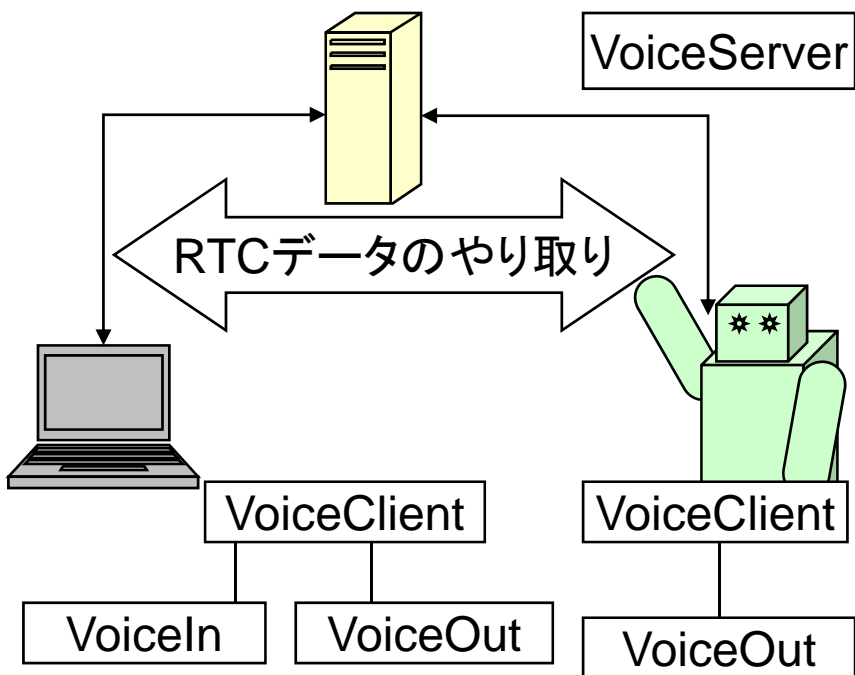 VoiceServer
RTCデータのやり取り
VoiceClient
VoiceClient
VoiceIn
VoiceOut
VoiceOut